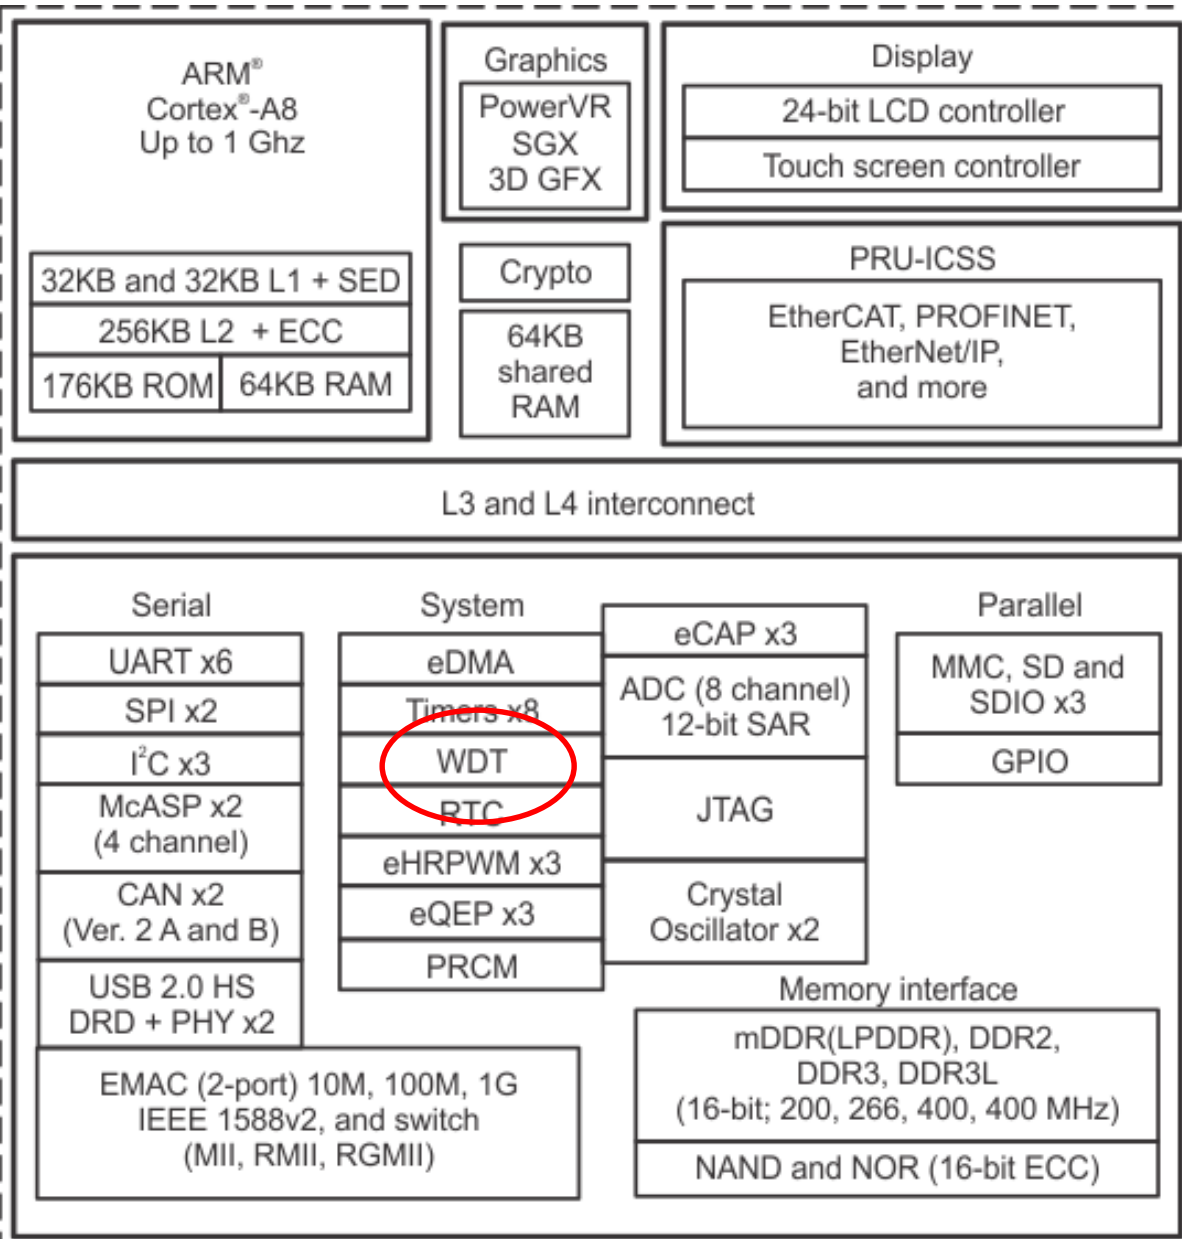 ARM®
Cortex®-A8
Up to 1 Ghz
32KB and 32KB L1 + SED
256KB L2 + ECC
176KB ROM
64KB RAM
Graphics
PowerVR
SGX
3D GFX
Crypto
64KB
shared
RAM
Display
24-bit LCD controller
Touch screen controller
PRU-ICSS
EtherCAT, PROFINET,
EtherNet/IP,
and more
L3 and L4 interconnect
Serial
UART x6
SPI x2
I²C x3
McASP x2
(4 channel)
CAN x2
(Ver. 2 A and B)
USB 2.0 HS
DRD + PHY x2
EMAC (2-port) 10M, 100M, 1G
IEEE 1588v2, and switch
(MII, RMII, RGMII)
System
eDMA
Timers x8
WDT
RTC
eHRPWM x3
eQEP x3
PRCM
eCAP x3
ADC (8 channel)
12-bit SAR
JTAG
Crystal
Oscillator x2
Parallel
MMC, SD and
SDIO x3
GPIO
Memory interface
mDDR(LPDDR), DDR2,
DDR3, DDR3L
(16-bit; 200, 266, 400, 400 MHz)
NAND and NOR (16-bit ECC)